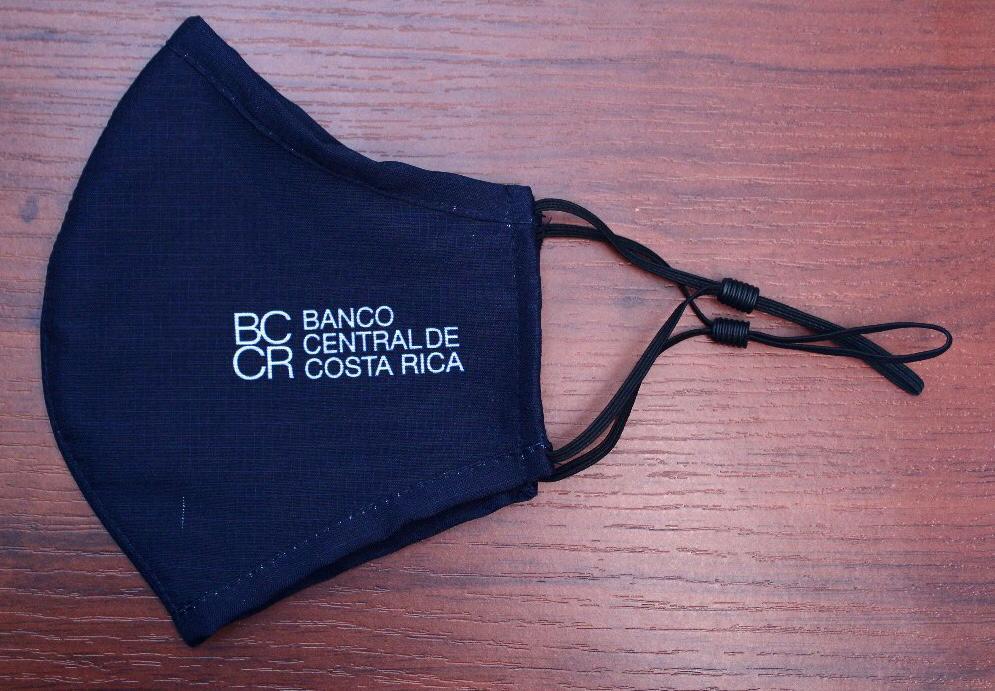 BC
CR
BANCO
CENTRAL DE
COSTA RICA